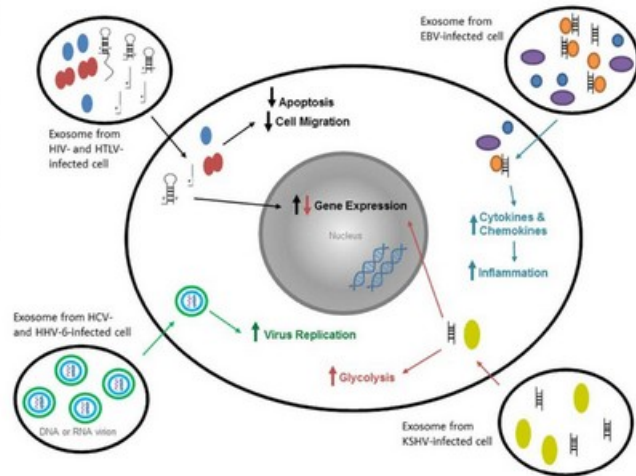 Exosome from
HIV- and HTLV-
infected cell
Exosome from
EBV-infected cell
Apoptosis
Cell Migration
Gene Expression
Nucleus
Cytokines &
Chemokines
Inflammation
Exosome from HCV-
and HHV-6-infected cell
Virus Replication
Glycolysis
DNA or RNA virion
Exosome from
KSHV-infected cell